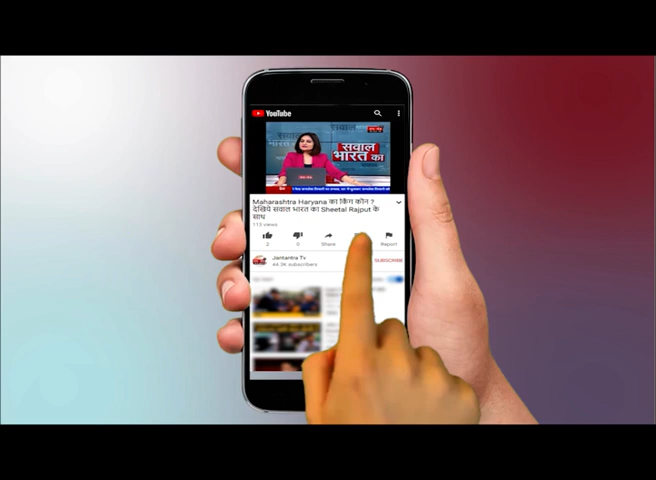 YouTube
सवाल
भारत का
Maharashtra Haryana का किंग कौन ?
देखिये सवाल भारत का Sheetal Rajput के
साथ
113 views
2
0
Share
Report
Jantantra Tv
44.3K subscribers
SUBSCRIBE